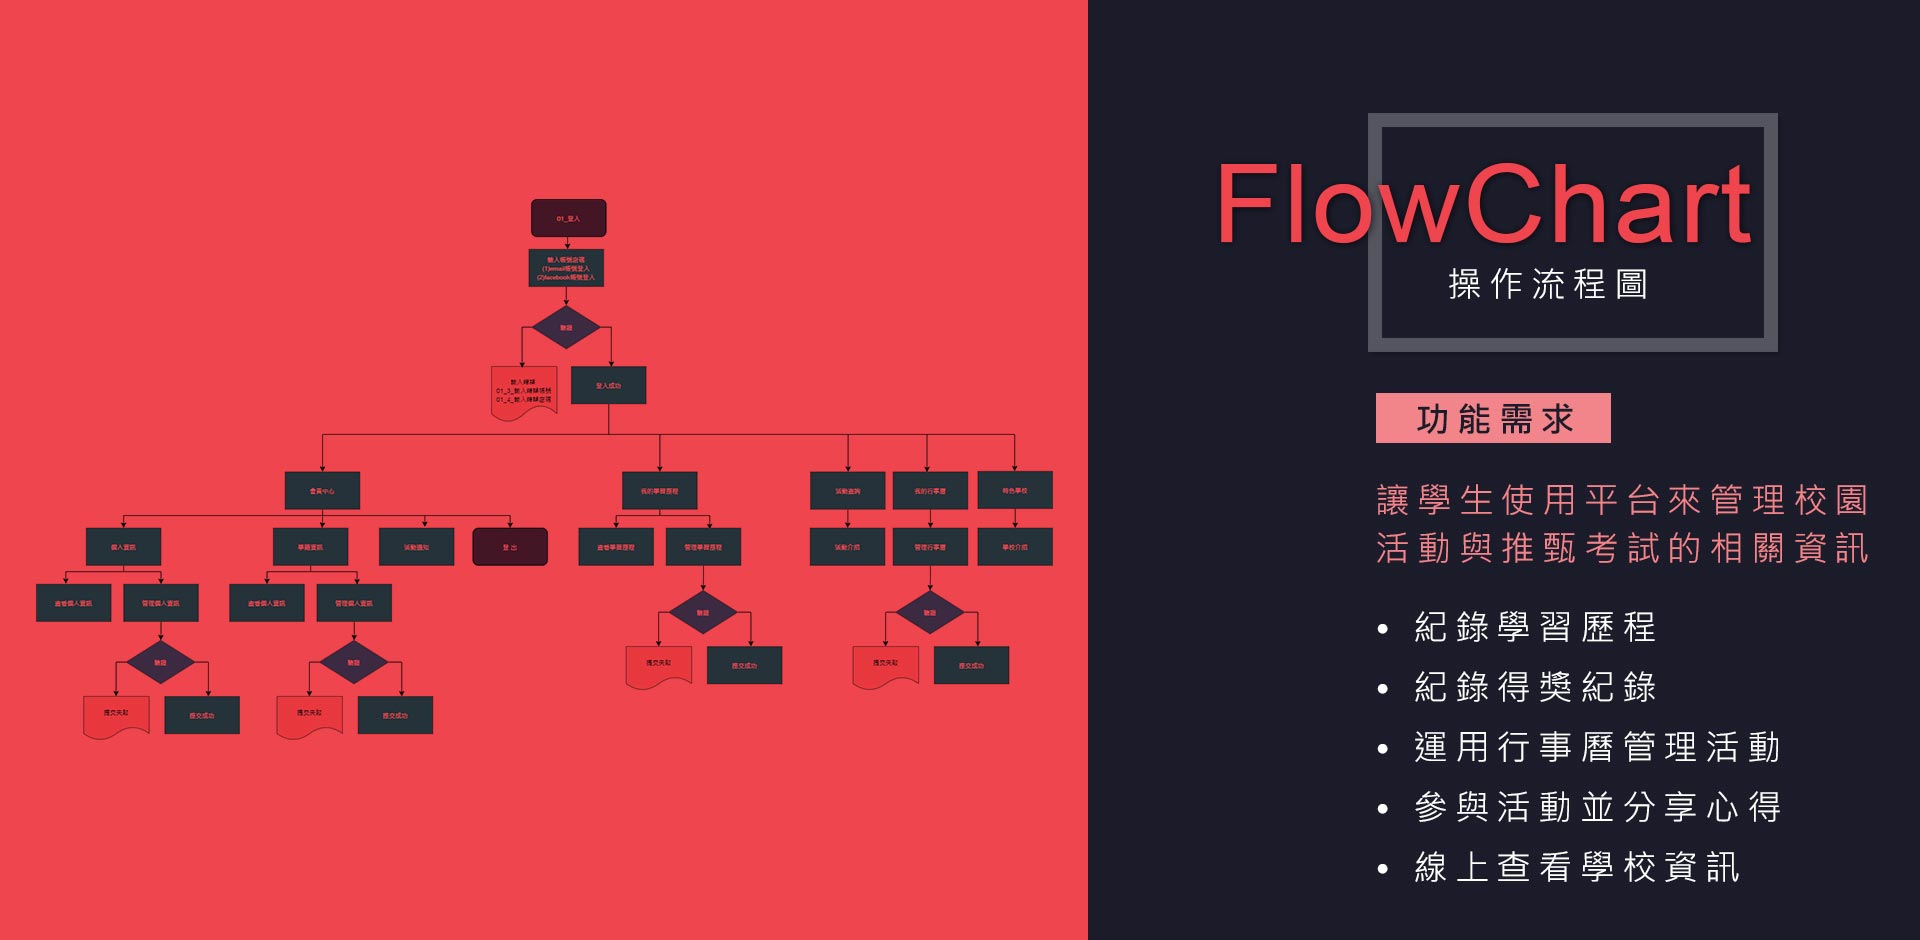 01_登入
輸入帳號密碼
(1)email帳號登入
(2)facebook帳號登入
驗證
輸入錯誤
01_3_輸入錯誤帳號
01_4_輸入錯誤密碼
登入成功
會員中心
我的學習歷程
活動查詢
我的行事曆
特色學校
個人資訊
學籍資訊
活動通知
登出
查看學習歷程
管理學習歷程
活動介紹
管理行事曆
學校介紹
查看個人資訊
管理個人資訊
查看個人資訊
管理個人資訊
驗證
驗證
驗證
驗證
提交失敗
提交成功
提交失敗
提交成功
提交失敗
提交成功
提交失敗
提交成功
FlowChart
操作流程圖
功能需求
讓學生使用平台來管理校園
活動與推甄考試的相關資訊
• 紀錄學習歷程
• 紀錄得獎紀錄
• 運用行事曆管理活動
• 參與活動並分享心得
• 線上查看學校資訊